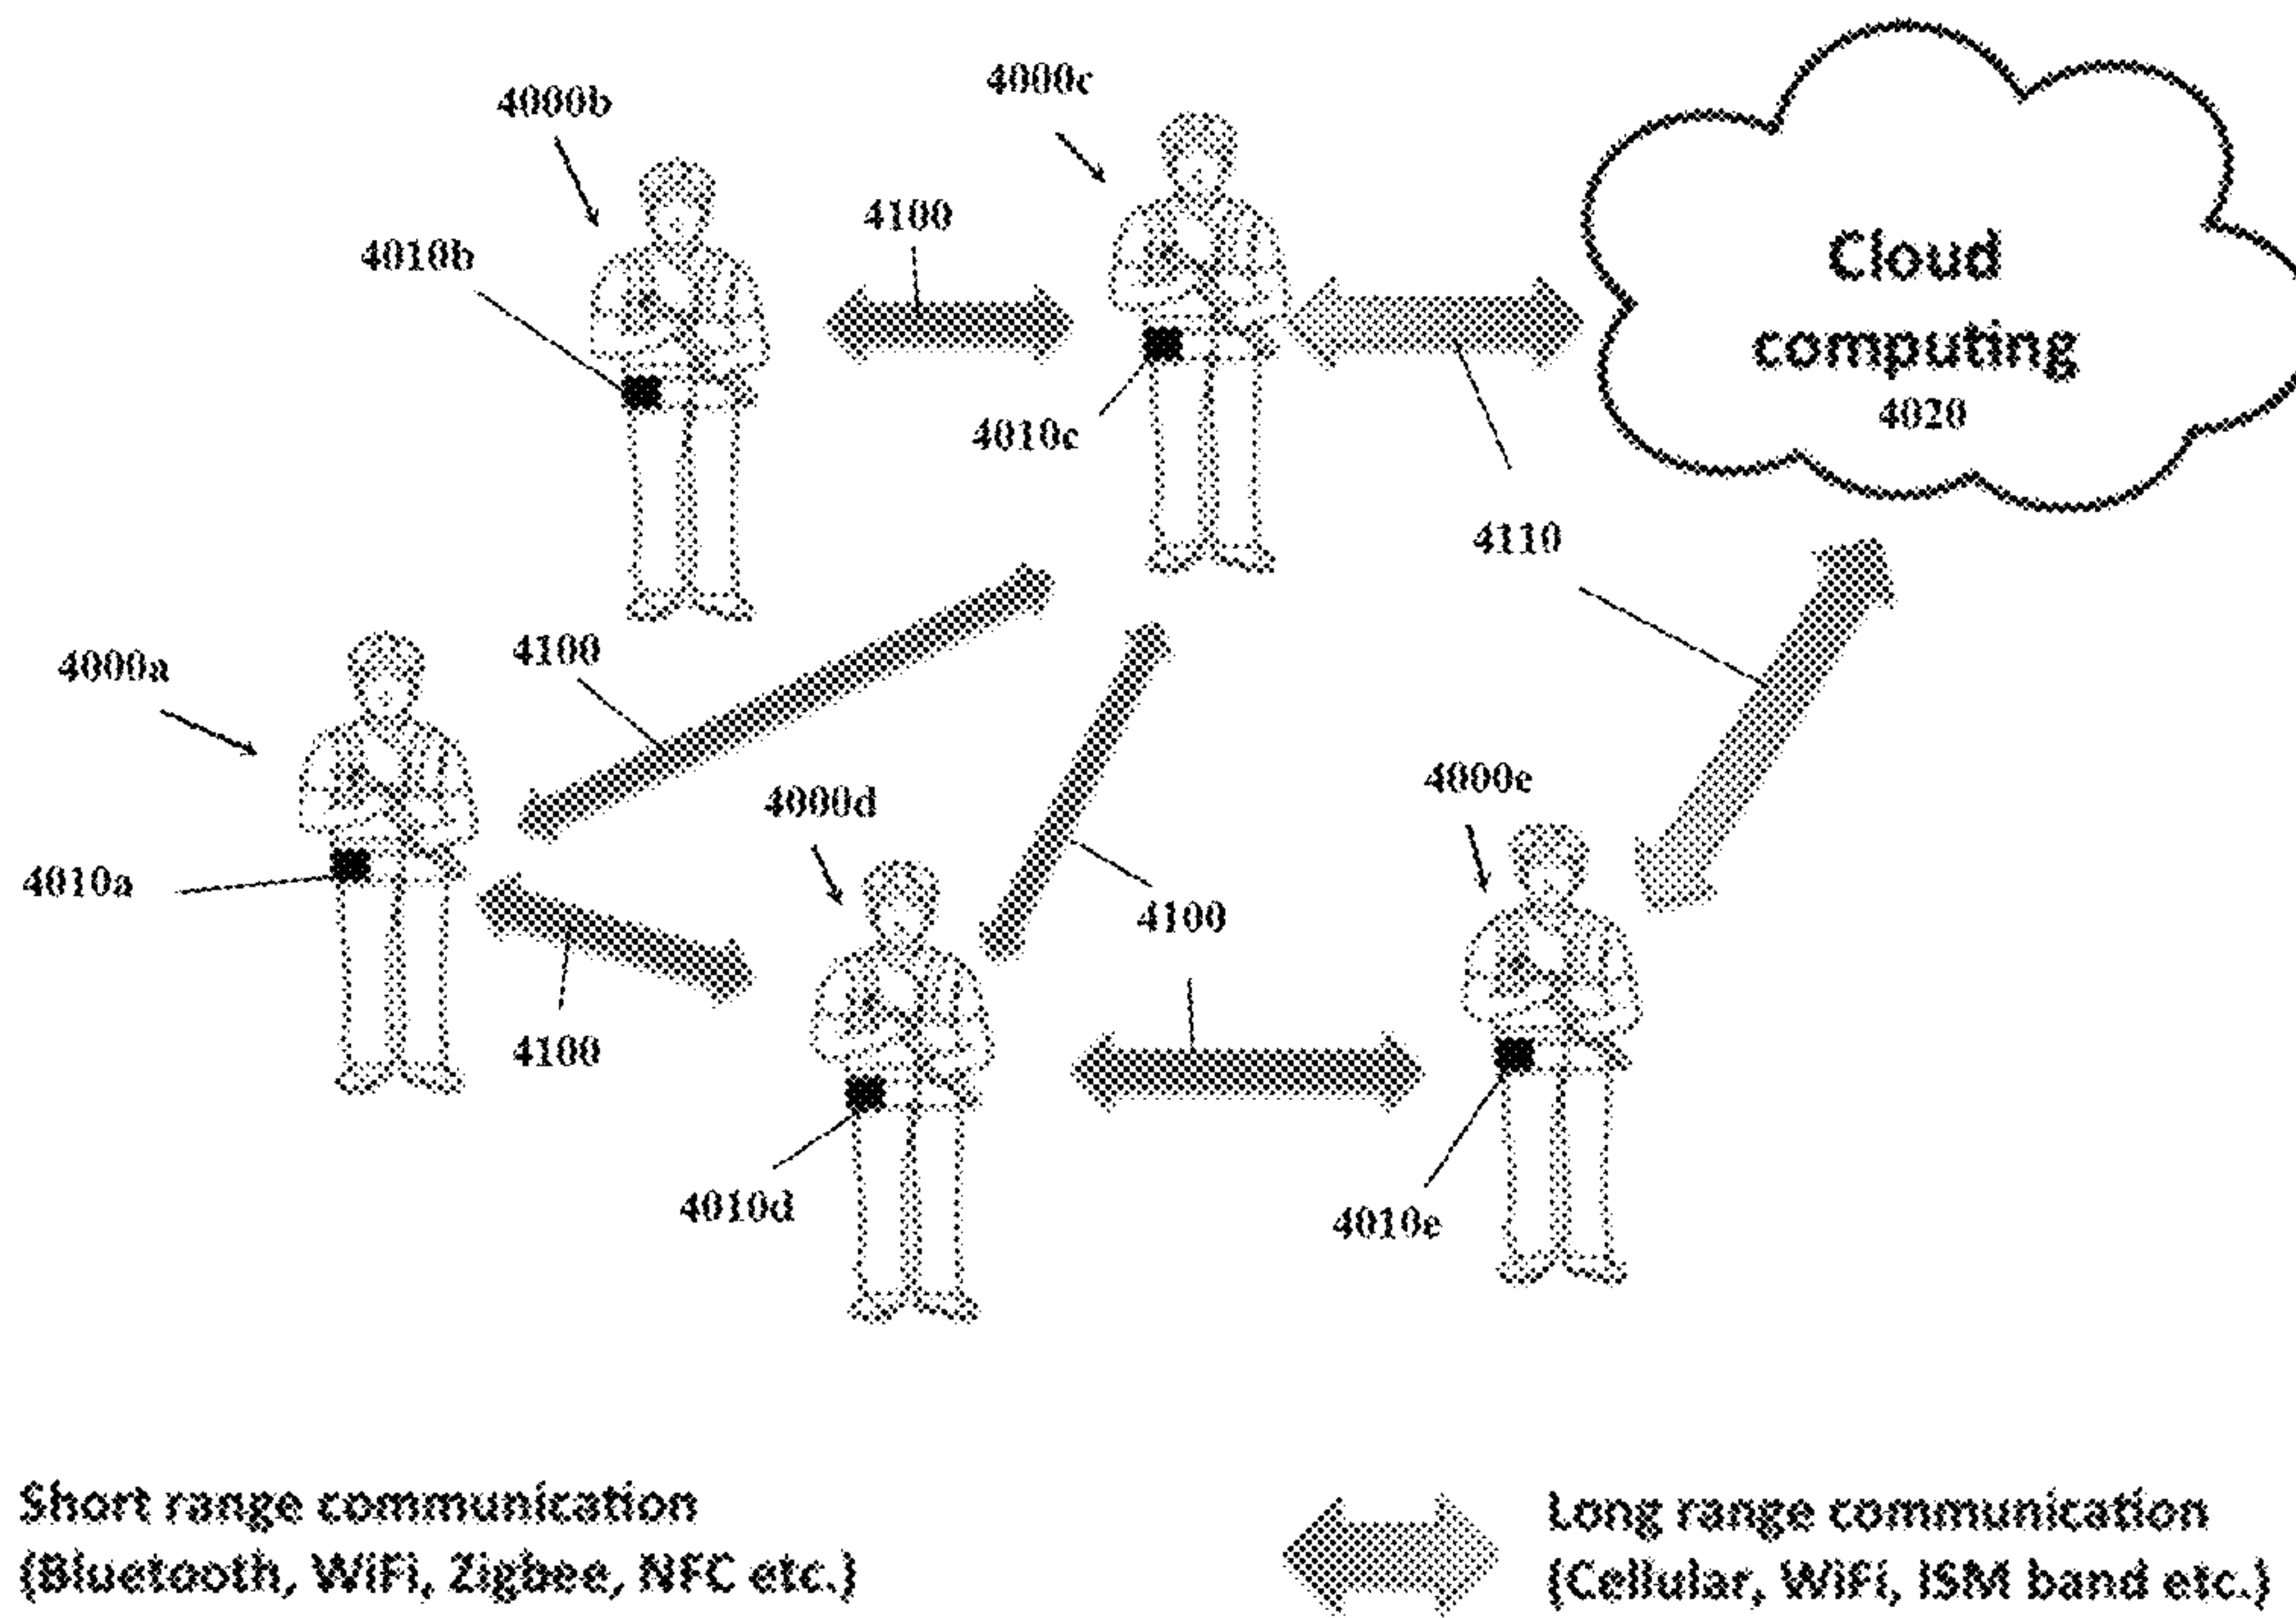 4000b
4000c
4100
4010b
Cloud
computing
4020
4010c
4110
4100
4000a
4000d
4000e
4010a
4100
4100
4010d
4010e
Short range communication
(Bluetooth, WiFi, Zigbee, NFC etc.)
Long range communication
(Cellular, WiFi, ISM band etc.)